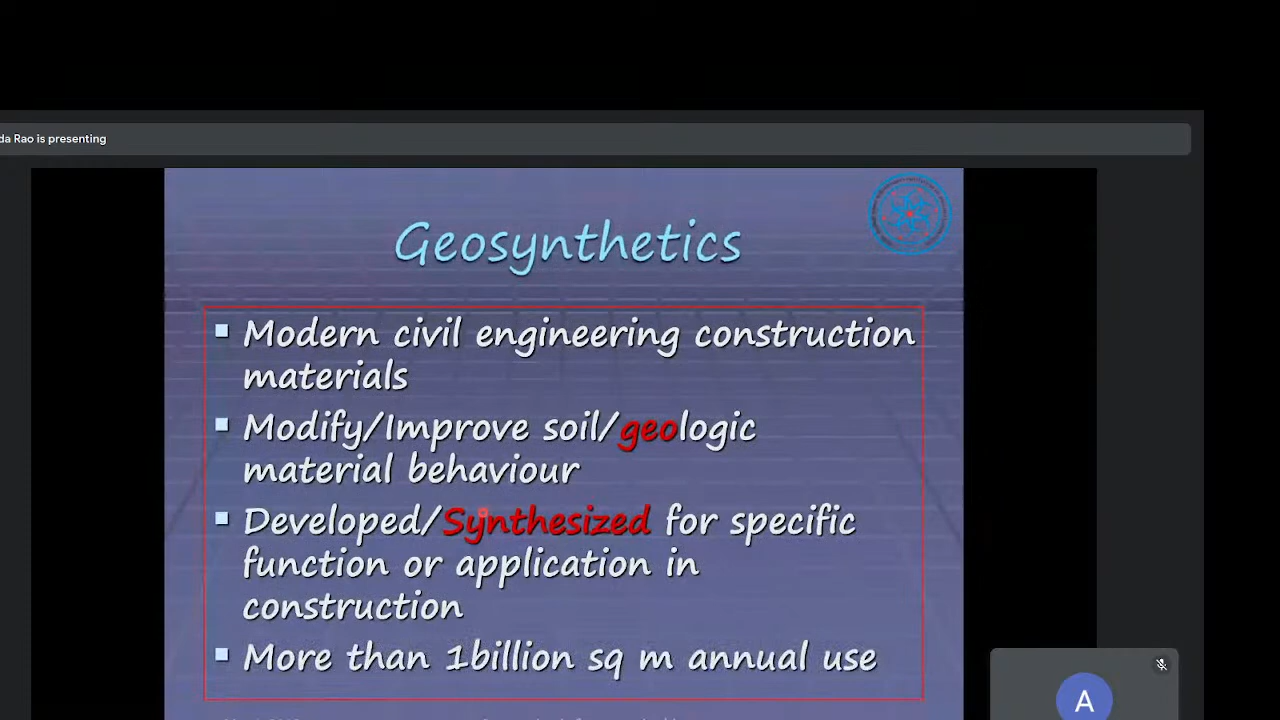 da Rao is presenting
Geosynthetics
Modern civil engineering construction
materials
Modify/Improve soil/geologic
material behaviour
Developed/Synthesized for specific
function or application in
construction
More than 1billion sq m annual use
A